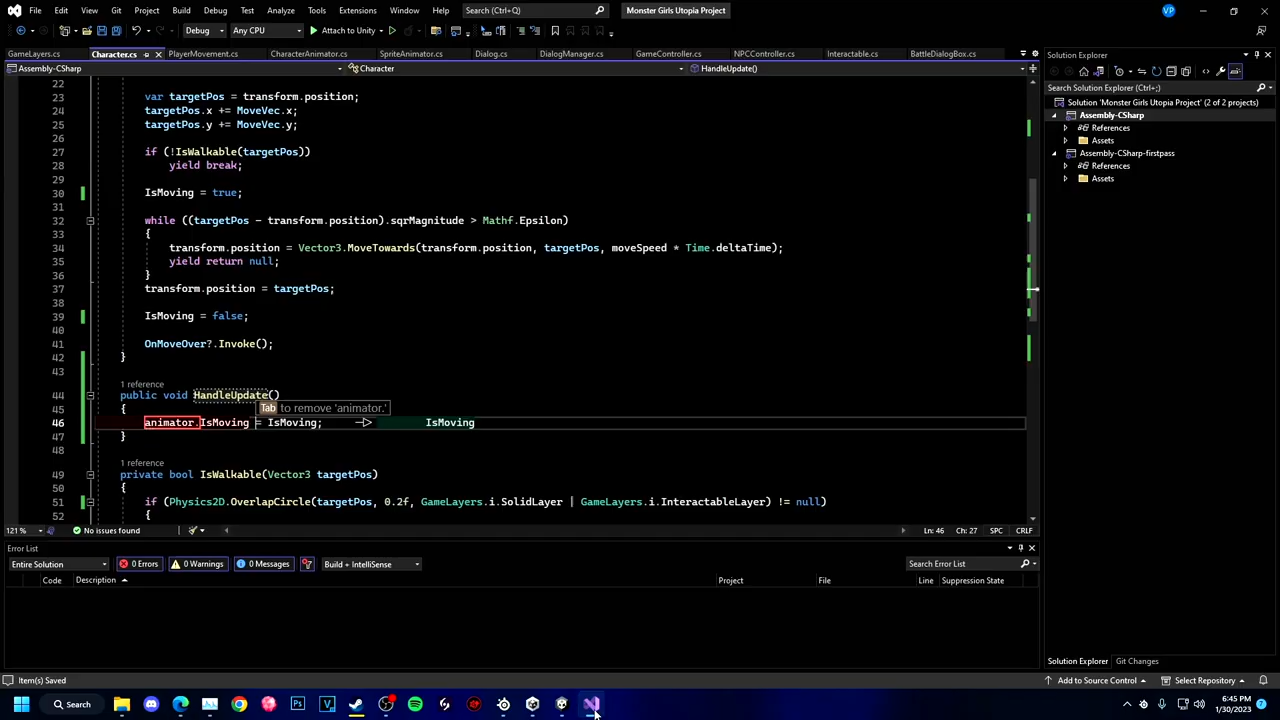 File Edit View Git Project Build Debug Test Analyze Tools Extensions Window Help Search (Ctrl+Q) Monster Girls Utopia Project VP
Debug Any CPU Attach to Unity
GameLayers.cs Character.cs PlayerMovement.cs CharacterAnimator.cs SpriteAnimator.cs Dialog.cs DialogManager.cs GameController.cs NPCController.cs Interactable.cs BattleDialogBox.cs
Assembly-CSharp Character HandleUpdate()
22
23 var targetPos = transform.position;
24 targetPos.x += MoveVec.x;
25 targetPos.y += MoveVec.y;
26
27 if (!IsWalkable(targetPos))
28 yield break;
29
30 IsMoving = true;
31
32 while ((targetPos - transform.position).sqrMagnitude > Mathf.Epsilon)
33 {
34 transform.position = Vector3.MoveTowards(transform.position, targetPos, moveSpeed * Time.deltaTime);
35 yield return null;
36 }
37 transform.position = targetPos;
38
39 IsMoving = false;
40
41 OnMoveOver?.Invoke();
42 }
43
1 reference
44 public void HandleUpdate()
45 {
Tab to remove 'animator.'
46 animator.IsMoving = IsMoving; IsMoving
47 }
48
1 reference
49 private bool IsWalkable(Vector3 targetPos)
50 {
51 if (Physics2D.OverlapCircle(targetPos, 0.2f, GameLayers.i.SolidLayer | GameLayers.i.InteractableLayer) != null)
52 {
121 % No issues found Ln: 46 Ch: 27 SPC CRLF
Error List
Entire Solution 0 Errors 0 Warnings 0 Messages Build + IntelliSense Search Error List
Code Description Project File Line Suppression State
Solution Explorer
Search Solution Explorer (Ctrl+;)
Solution 'Monster Girls Utopia Project' (2 of 2 projects)
Assembly-CSharp
References
Assets
Assembly-CSharp-firstpass
References
Assets
Solution Explorer Git Changes
Item(s) Saved Add to Source Control Select Repository
Search
6:45 PM
1/30/2023